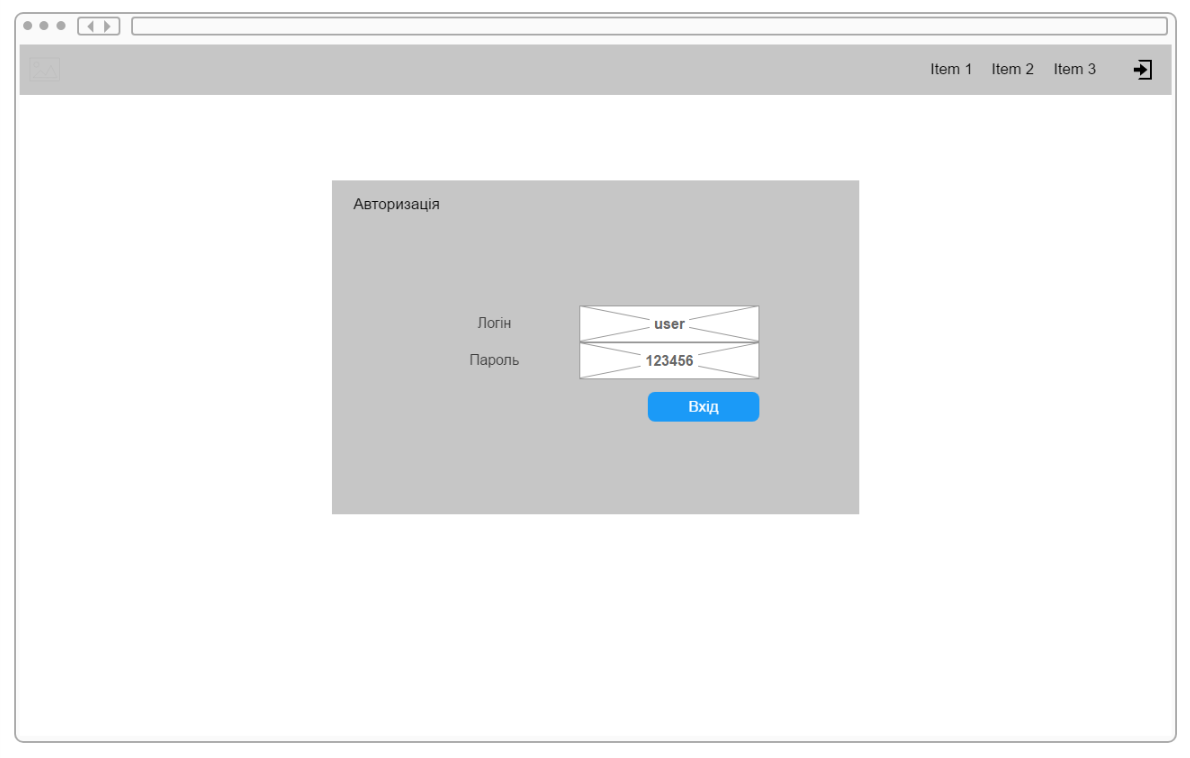 Item 1 Item 2 Item 3
Авторизація
Логін user
Пароль 123456
Вхід